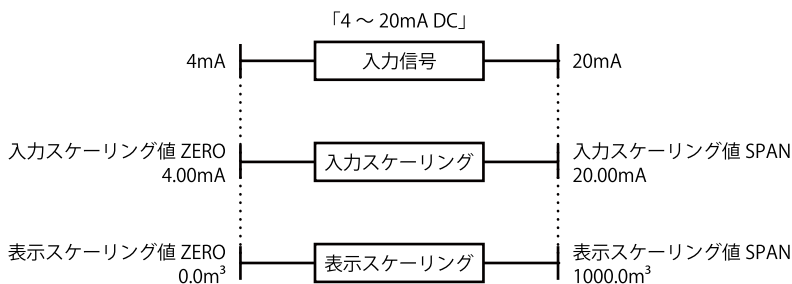 「4 ～ 20mA DC」
4mA
入力信号
20mA
入力スケーリング値 ZERO
4.00mA
入力スケーリング
入力スケーリング値 SPAN
20.00mA
表示スケーリング値 ZERO
0.0m³
表示スケーリング
表示スケーリング値 SPAN
1000.0m³